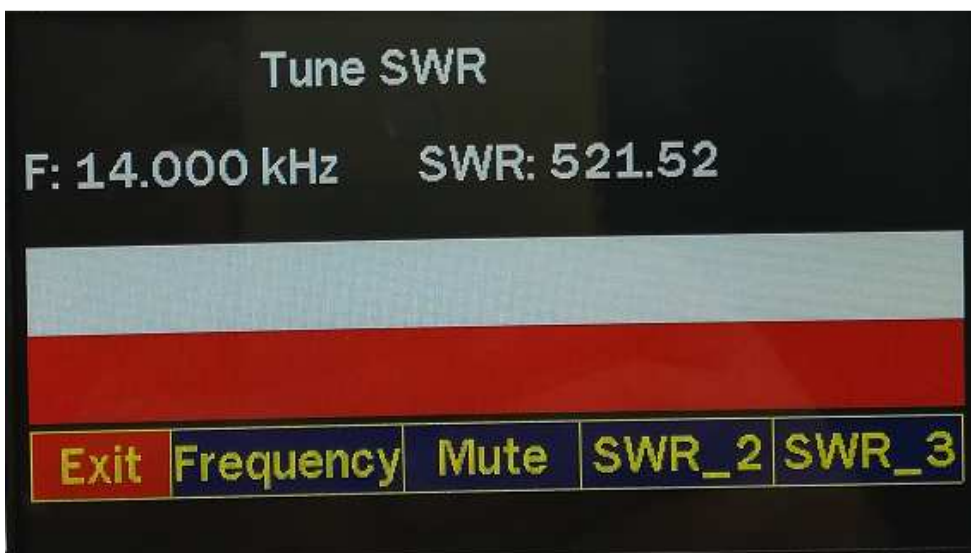 Tune SWR
F: 14.000 kHz SWR: 521.52
Exit Frequency Mute SWR_2 SWR_3